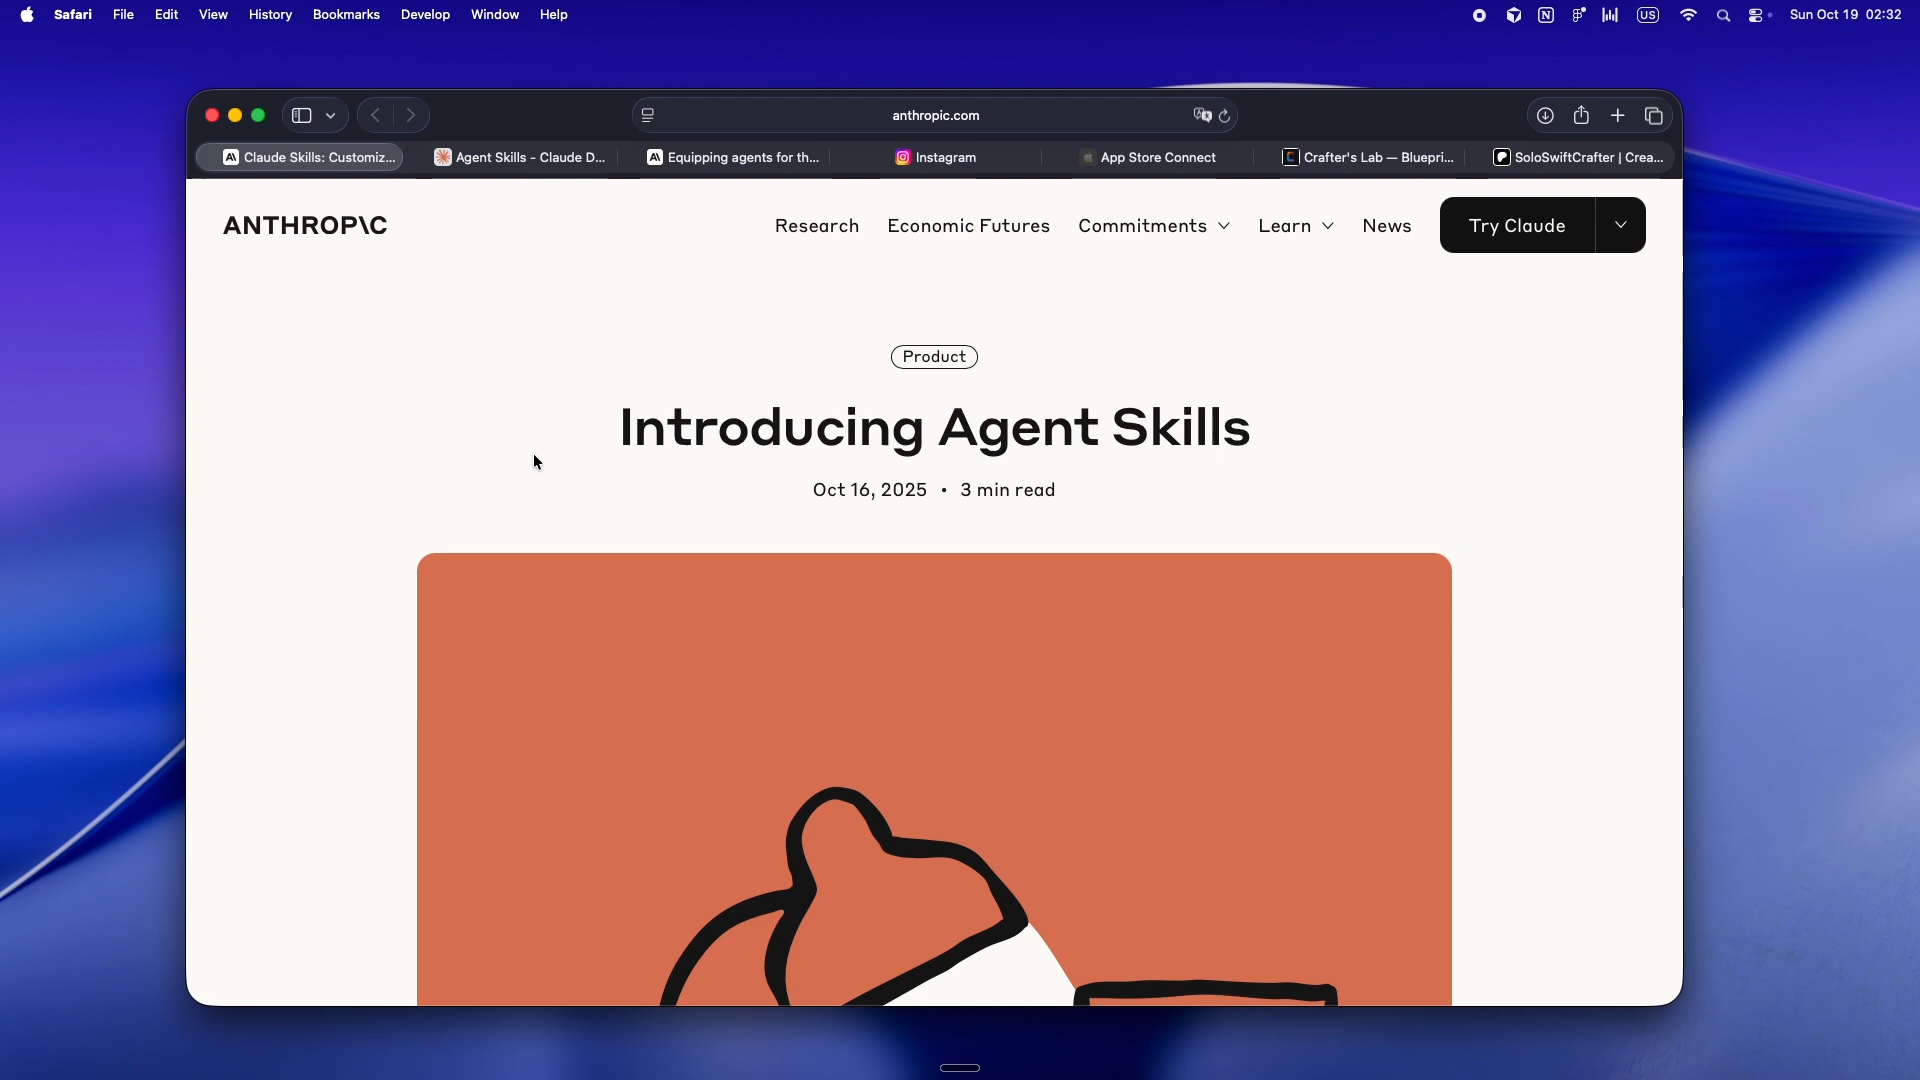 Safari File Edit View History Bookmarks Develop Window Help
US
Sun Oct 19 02:32
anthropic.com
Claude Skills: Customiz...
Agent Skills - Claude D...
Equipping agents for th...
Instagram
App Store Connect
Crafter's Lab — Bluepri...
SoloSwiftCrafter | Crea...
ANTHROP\C
Research
Economic Futures
Commitments
Learn
News
Try Claude
Product
Introducing Agent Skills
Oct 16, 2025 • 3 min read